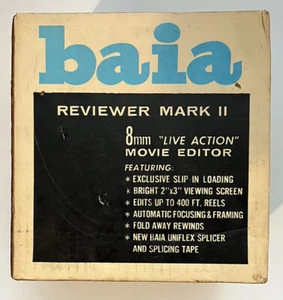 baia
REVIEWER MARK II
8mm "LIVE ACTION"
MOVIE EDITOR
FEATURING:
* EXCLUSIVE SLIP IN LOADING
* BRIGHT 2"x3" VIEWING SCREEN
* EDITS UP TO 400 FT. REELS
* AUTOMATIC FOCUSING & FRAMING
* FOLD AWAY REWINDS
* NEW BAIA UNIFLEX SPLICER
AND SPLICING TAPE